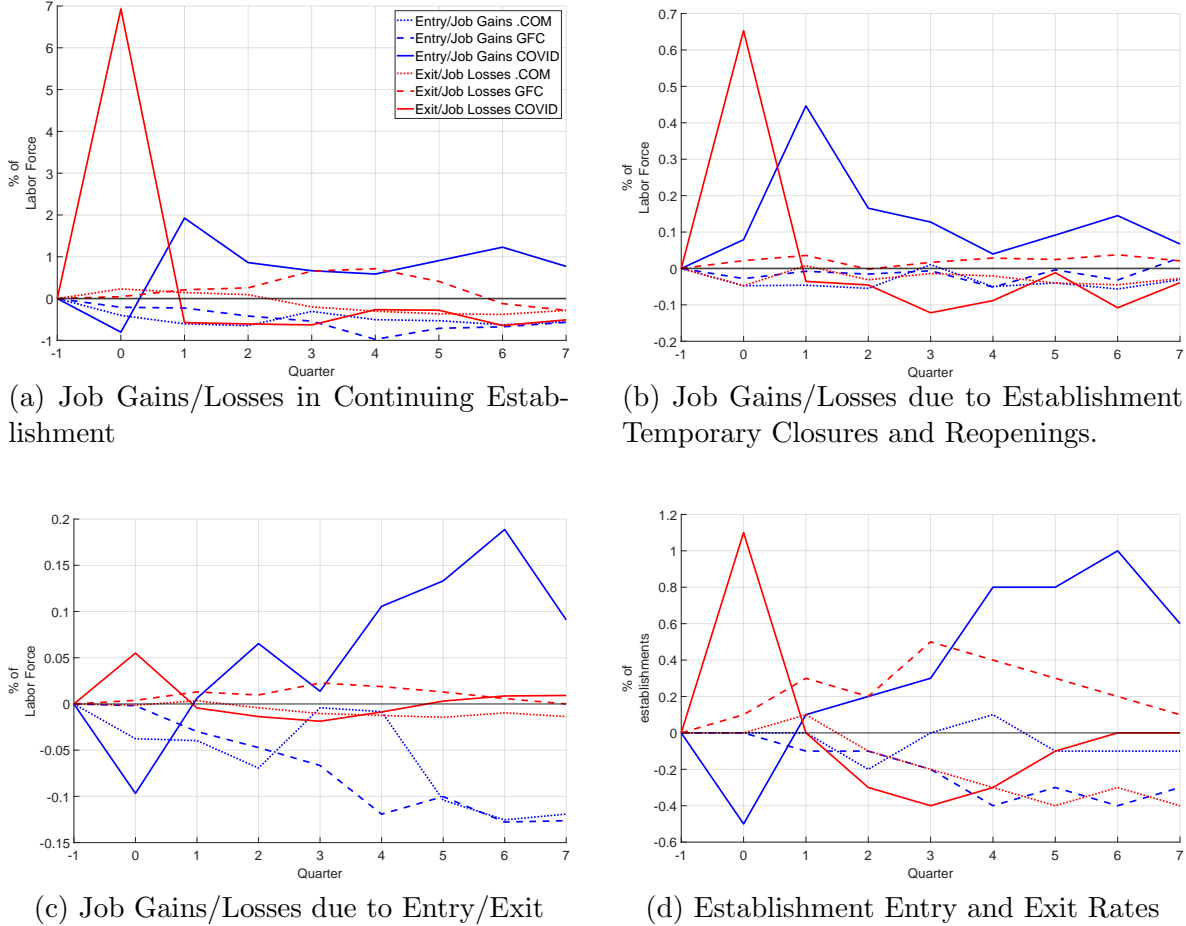 7
6
5
4
3
2
1
0
-1
% of
Labor Force
Entry/Job Gains .COM
Entry/Job Gains GFC
Entry/Job Gains COVID
Exit/Job Losses .COM
Exit/Job Losses GFC
Exit/Job Losses COVID
-1 0 1 2 3 4 5 6 7
Quarter
(a) Job Gains/Losses in Continuing Estab-
lishment
0.7
0.6
0.5
0.4
0.3
0.2
0.1
0
-0.1
-0.2
% of
Labor Force
-1 0 1 2 3 4 5 6 7
Quarter
(b) Job Gains/Losses due to Establishment
Temporary Closures and Reopenings.
0.2
0.15
0.1
0.05
0
-0.05
-0.1
-0.15
% of
Labor Force
-1 0 1 2 3 4 5 6 7
Quarter
(c) Job Gains/Losses due to Entry/Exit
1.2
1
0.8
0.6
0.4
0.2
0
-0.2
-0.4
-0.6
% of
establishments
-1 0 1 2 3 4 5 6 7
Quarter
(d) Establishment Entry and Exit Rates